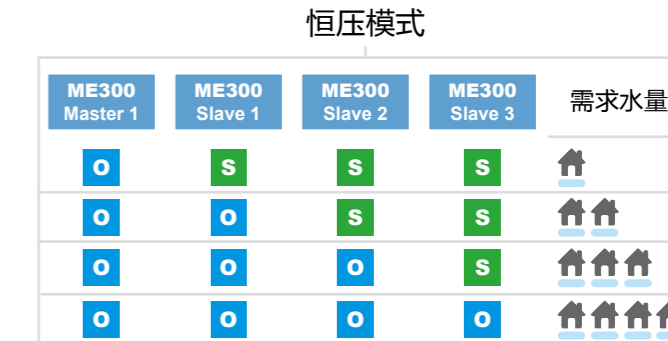 恒压模式
ME300 ME300 ME300 ME300
Master 1 Slave 1 Slave 2 Slave 3 需求水量
O S S S
O O S S
O O O S
O O O O